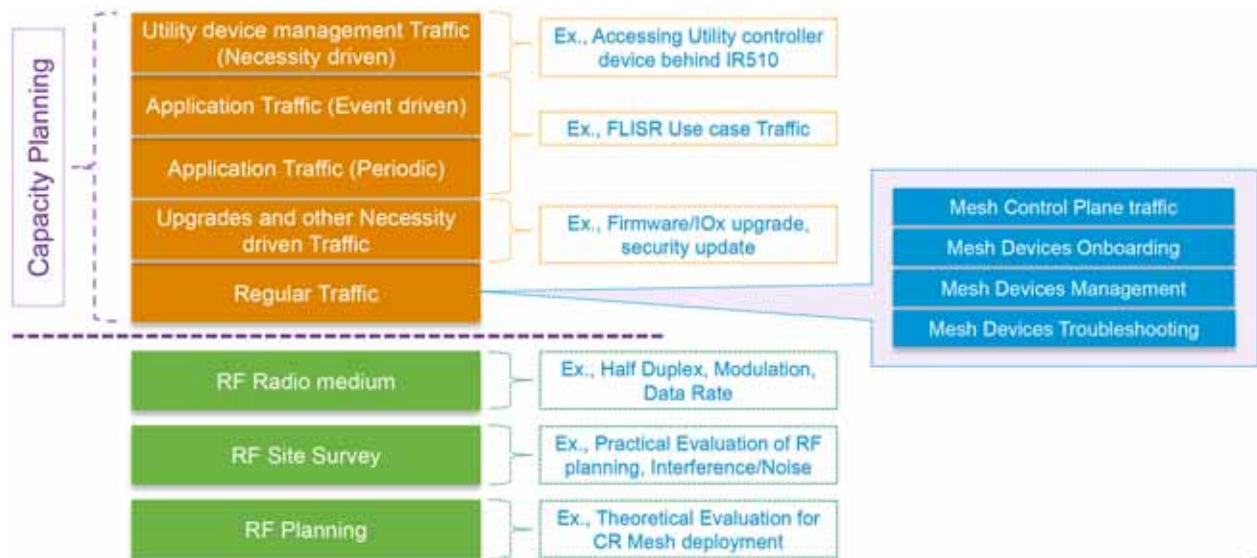 Capacity Planning
Utility device management Traffic
(Necessity driven)
Ex., Accessing Utility controller
device behind IR510
Application Traffic (Event driven)
Ex., FLISR Use case Traffic
Application Traffic (Periodic)
Upgrades and other Necessity
driven Traffic
Ex., Firmware/IOx upgrade,
security update
Regular Traffic
Mesh Control Plane traffic
Mesh Devices Onboarding
Mesh Devices Management
Mesh Devices Troubleshooting
RF Radio medium
Ex., Half Duplex, Modulation,
Data Rate
RF Site Survey
Ex., Practical Evaluation of RF
planning, Interference/Noise
RF Planning
Ex., Theoretical Evaluation for
CR Mesh deployment